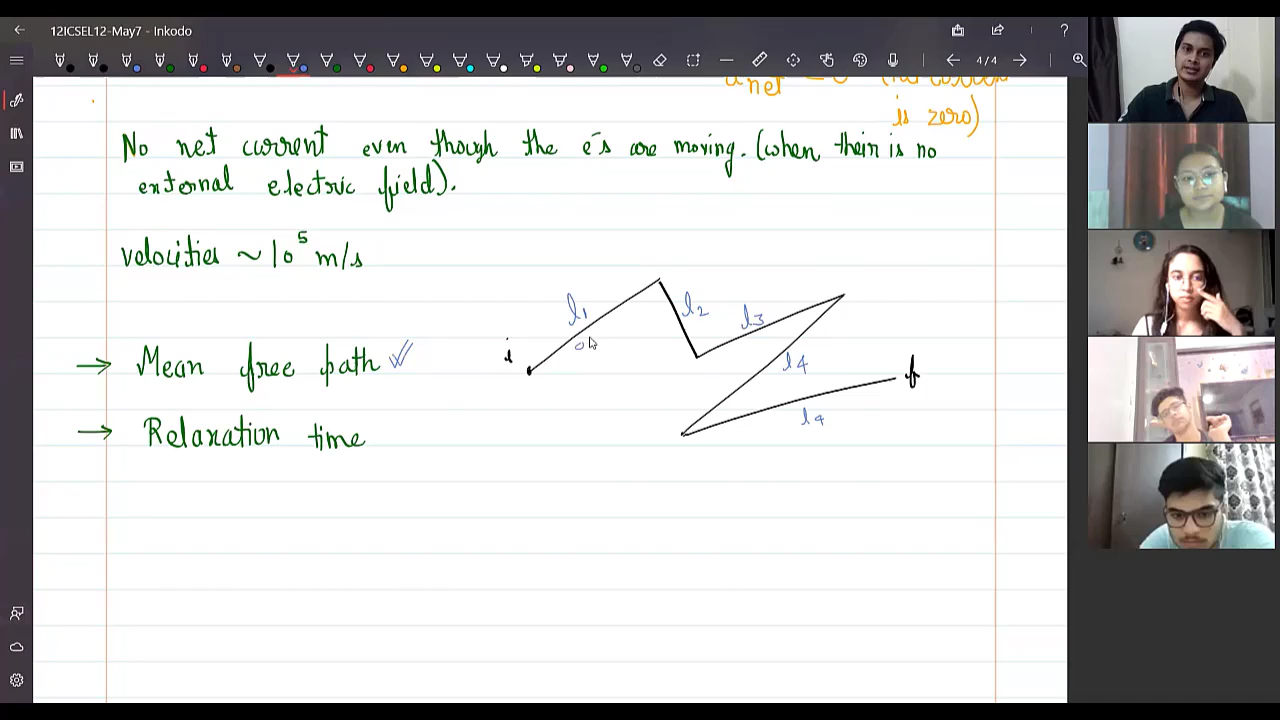 12ICSEL12-May7 - Inkodo
4/4
is zero)
No net current even though the e⁻s are moving. (when their is no
external electric field).
velocities ~ 10⁵ m/s
l₁
l₂
l₃
i
→ Mean free path ✓
l₄
f
l₄
→ Relaxation time